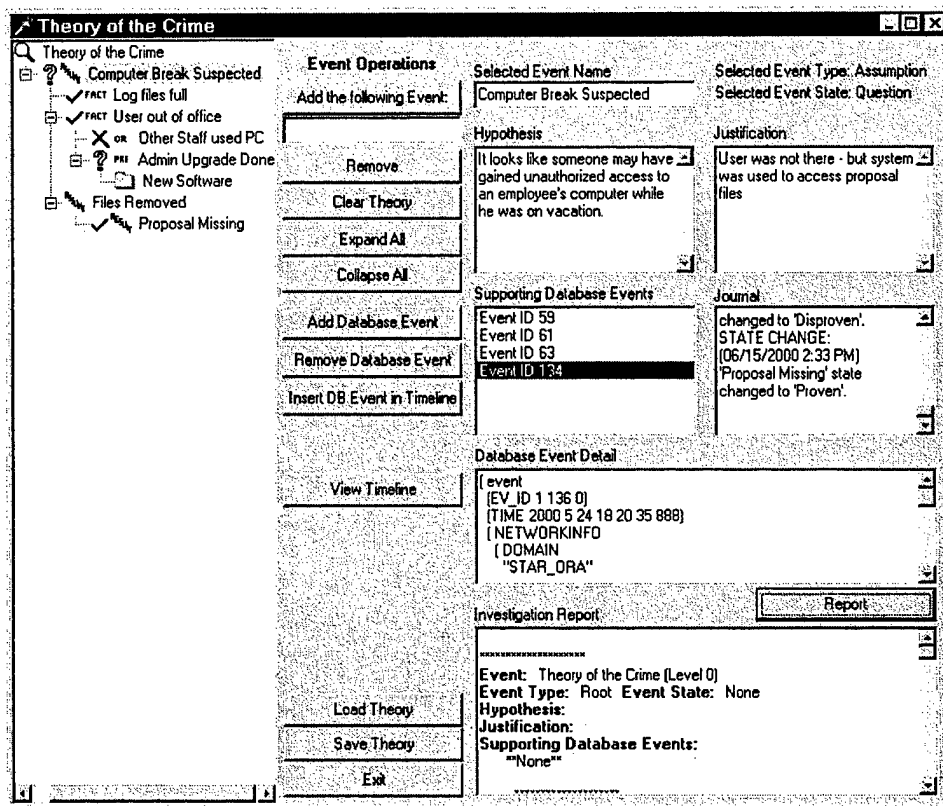 Theory of the Crime
Theory of the Crime
Computer Break Suspected
FACT Log files full
FACT User out of office
OR Other Staff used PC
Admin Upgrade Done
New Software
Files Removed
Proposal Missing
Event Operations
Add the following Event:
Remove
Clear Theory
Expand All
Collapse All
Add Database Event
Remove Database Event
Insert DB Event in Timeline
View Timeline
Load Theory
Save Theory
Exit
Selected Event Name
Computer Break Suspected
Selected Event Type: Assumption
Selected Event State: Question
Hypothesis
It looks like someone may have
gained unauthorized access to
an employee's computer while
he was on vacation.
Justification
User was not there - but system
was used to access proposal
files
Supporting Database Events
Event ID 59
Event ID 61
Event ID 63
Event ID 134
Journal
changed to 'Disproven'.
STATE CHANGE:
(06/15/2000 2:33 PM)
'Proposal Missing' state
changed to 'Proven'.
Database Event Detail
( event
(EV_ID 1 136 0)
(TIME 2000 5 24 18 20 35 888)
( NETWORKINFO
( DOMAIN
"STAR_ORA"
Report
Investigation Report
********************
Event: Theory of the Crime (Level 0)
Event Type: Root Event State: None
Hypothesis:
Justification:
Supporting Database Events:
**None**
********************